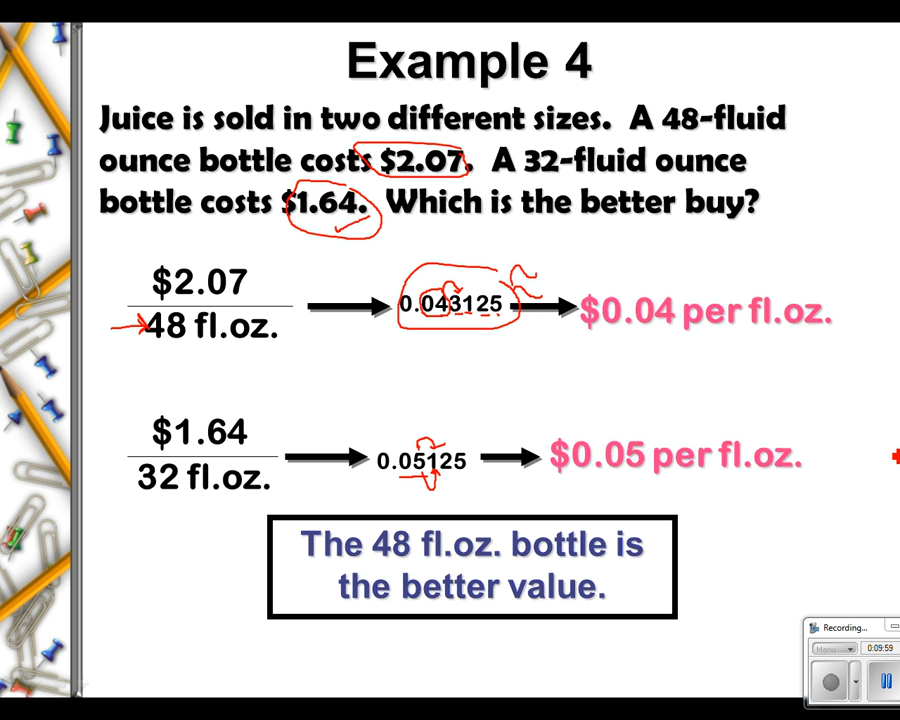 Example 4
Juice is sold in two different sizes. A 48-fluid
ounce bottle costs $2.07. A 32-fluid ounce
bottle costs $1.64. Which is the better buy?
$2.07
48 fl.oz.
0.043125
$0.04 per fl.oz.
$1.64
32 fl.oz.
0.05125
$0.05 per fl.oz.
The 48 fl.oz. bottle is
the better value.
Recording...
Menu
0:09:59